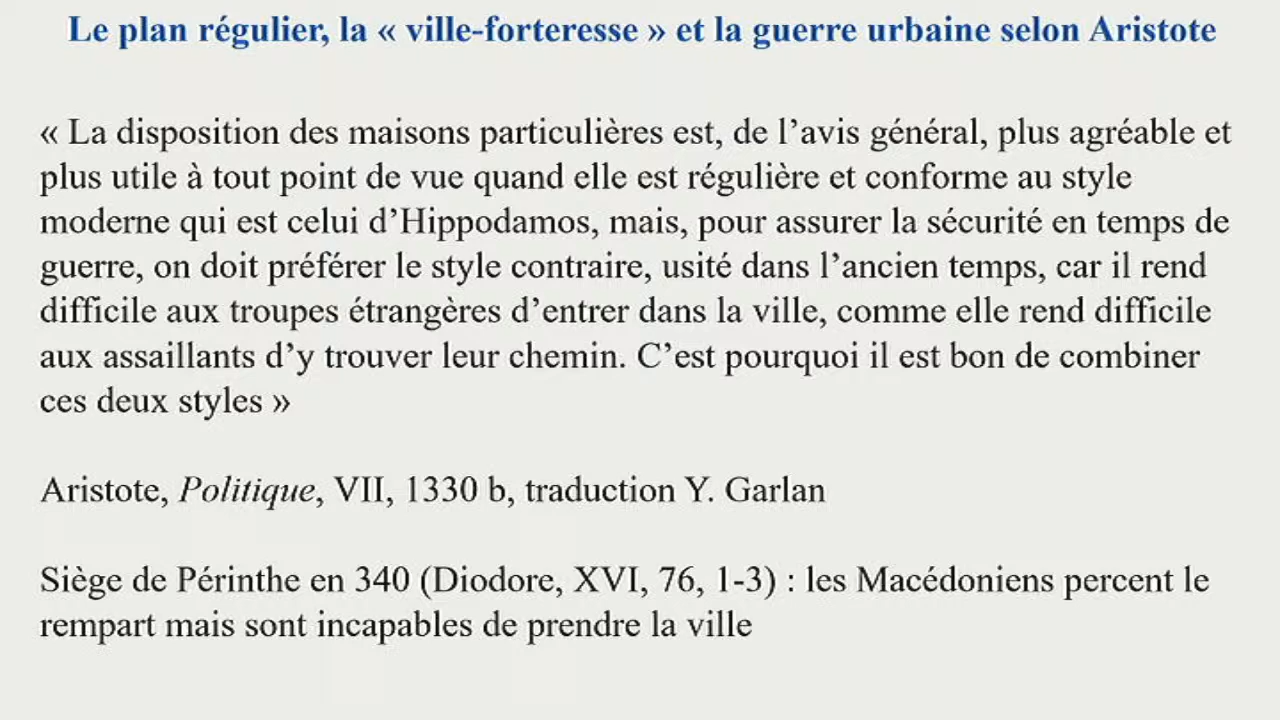 Le plan régulier, la « ville-forteresse » et la guerre urbaine selon Aristote
« La disposition des maisons particulières est, de l’avis général, plus agréable et
plus utile à tout point de vue quand elle est régulière et conforme au style
moderne qui est celui d’Hippodamos, mais, pour assurer la sécurité en temps de
guerre, on doit préférer le style contraire, usité dans l’ancien temps, car il rend
difficile aux troupes étrangères d’entrer dans la ville, comme elle rend difficile
aux assaillants d’y trouver leur chemin. C’est pourquoi il est bon de combiner
ces deux styles »
Aristote, Politique, VII, 1330 b, traduction Y. Garlan
Siège de Périnthe en 340 (Diodore, XVI, 76, 1-3) : les Macédoniens percent le
rempart mais sont incapables de prendre la ville